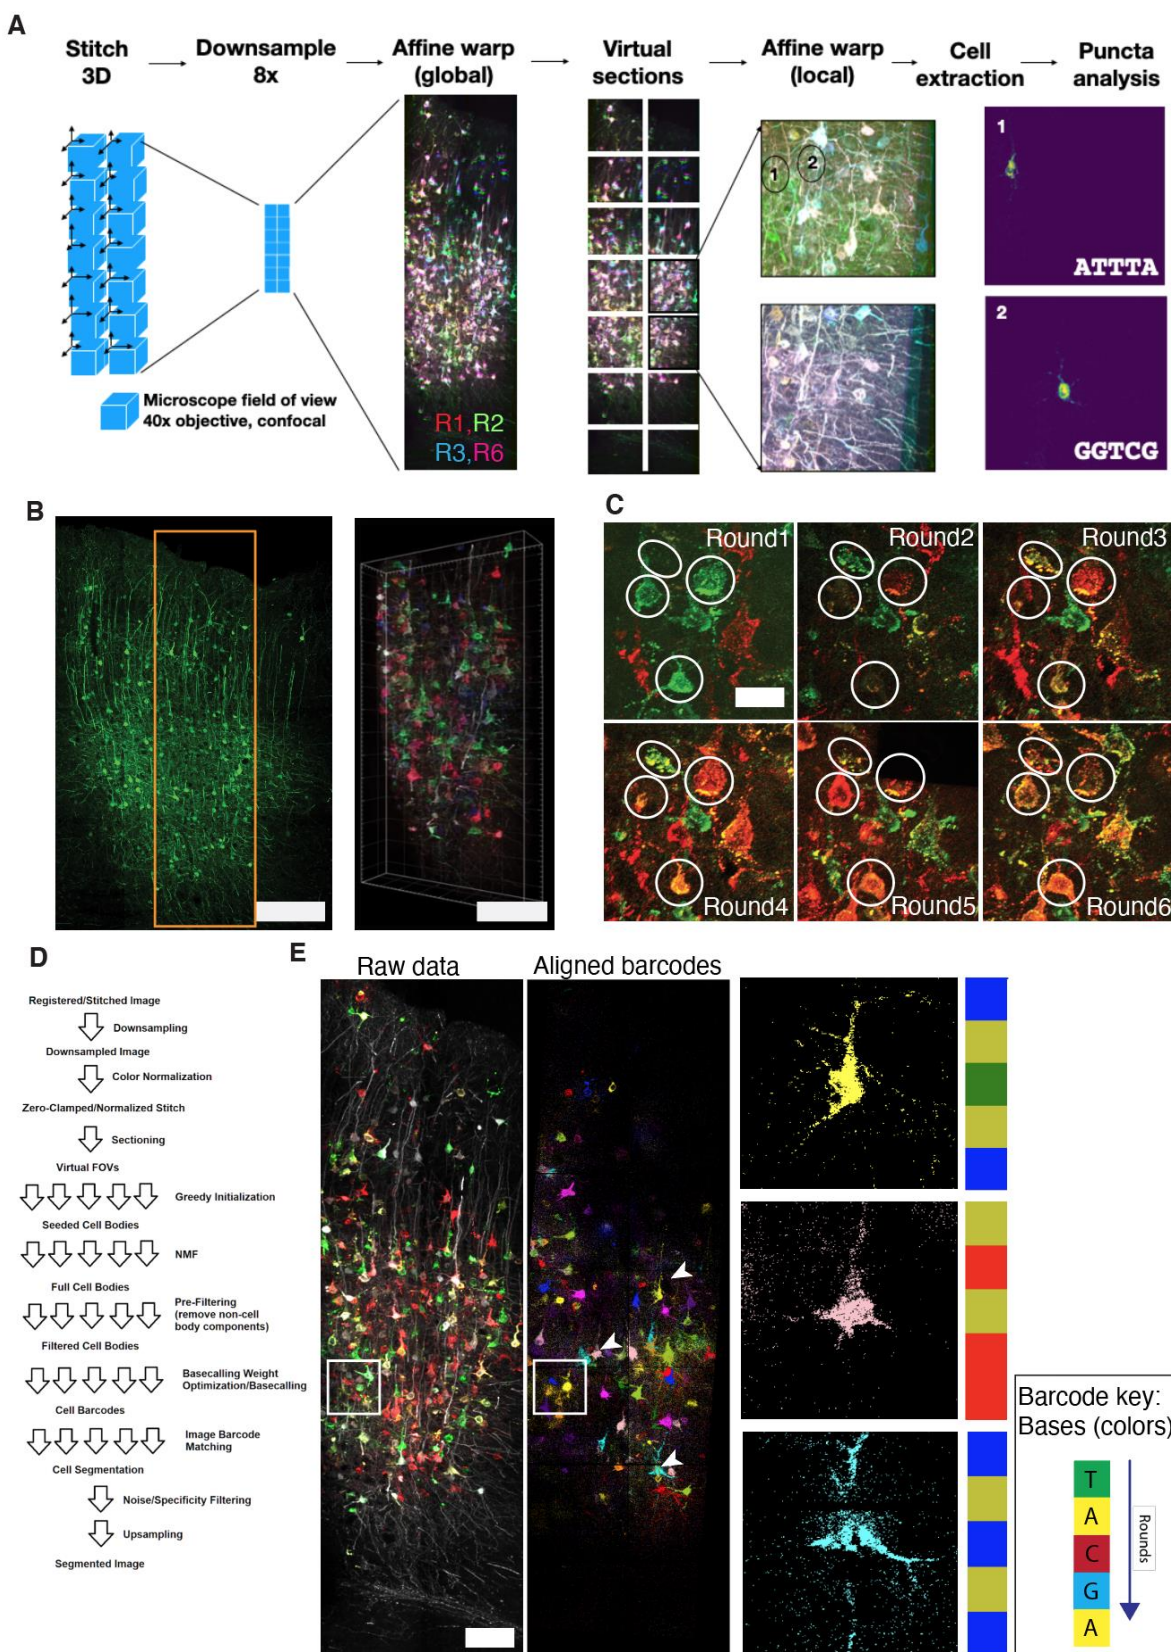 A
Stitch
3D
Downsample
8x
Affine warp
(global)
Virtual
sections
Affine warp
(local)
Cell
extraction
Puncta
analysis
1
2
1
ATTTA
2
GGTCG
Microscope field of view
40x objective, confocal
R1,R2
R3,R6
B
C
Round1
Round2
Round3
Round4
Round5
Round6
D
Registered/Stitched Image
Downsampling
Downsampled Image
Color Normalization
Zero-Clamped/Normalized Stitch
Sectioning
Virtual FOVs
Greedy Initialization
Seeded Cell Bodies
NMF
Full Cell Bodies
Pre-Filtering
(remove non-cell
body components)
Filtered Cell Bodies
Basecalling Weight
Optimization/Basecalling
Cell Barcodes
Image Barcode
Matching
Cell Segmentation
Noise/Specificity Filtering
Upsampling
Segmented Image
E
Raw data
Aligned barcodes
Barcode key:
Bases (colors)
T
A
C
G
A
Rounds